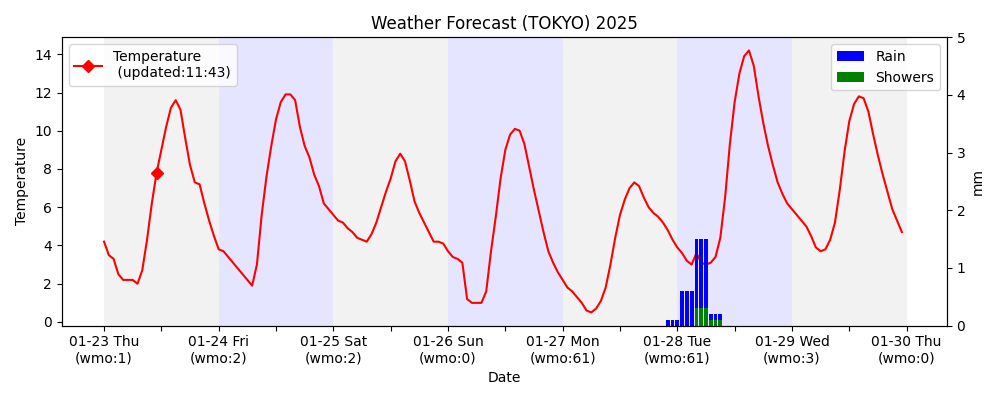 Weather Forecast (TOKYO) 2025
Temperature
(updated:11:43)
Rain
Showers
14
12
10
8
6
4
2
0
Temperature
5
4
3
2
1
0
mm
01-23 Thu
(wmo:1)
01-24 Fri
(wmo:2)
01-25 Sat
(wmo:2)
01-26 Sun
(wmo:0)
01-27 Mon
(wmo:61)
01-28 Tue
(wmo:61)
01-29 Wed
(wmo:3)
01-30 Thu
(wmo:0)
Date